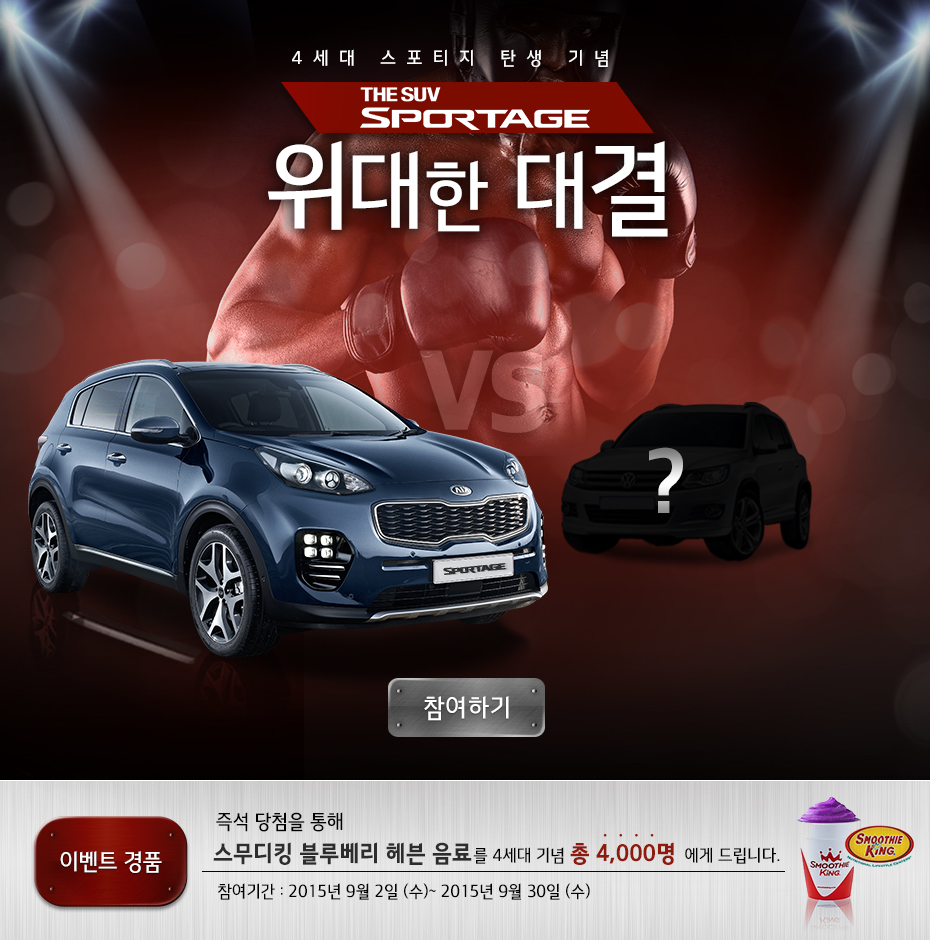 4세대 스포티지 탄생 기념
THE SUV
SPORTAGE
위대한 대결
VS
?
KIA
SPORTAGE
참여하기
이벤트 경품
즉석 당첨을 통해
스무디킹 블루베리 헤븐 음료를 4세대 기념 총 4,000명 에게 드립니다.
참여기간 : 2015년 9월 2일 (수)~ 2015년 9월 30일 (수)
SMOOTHIE
KING
SMOOTHIE
KING